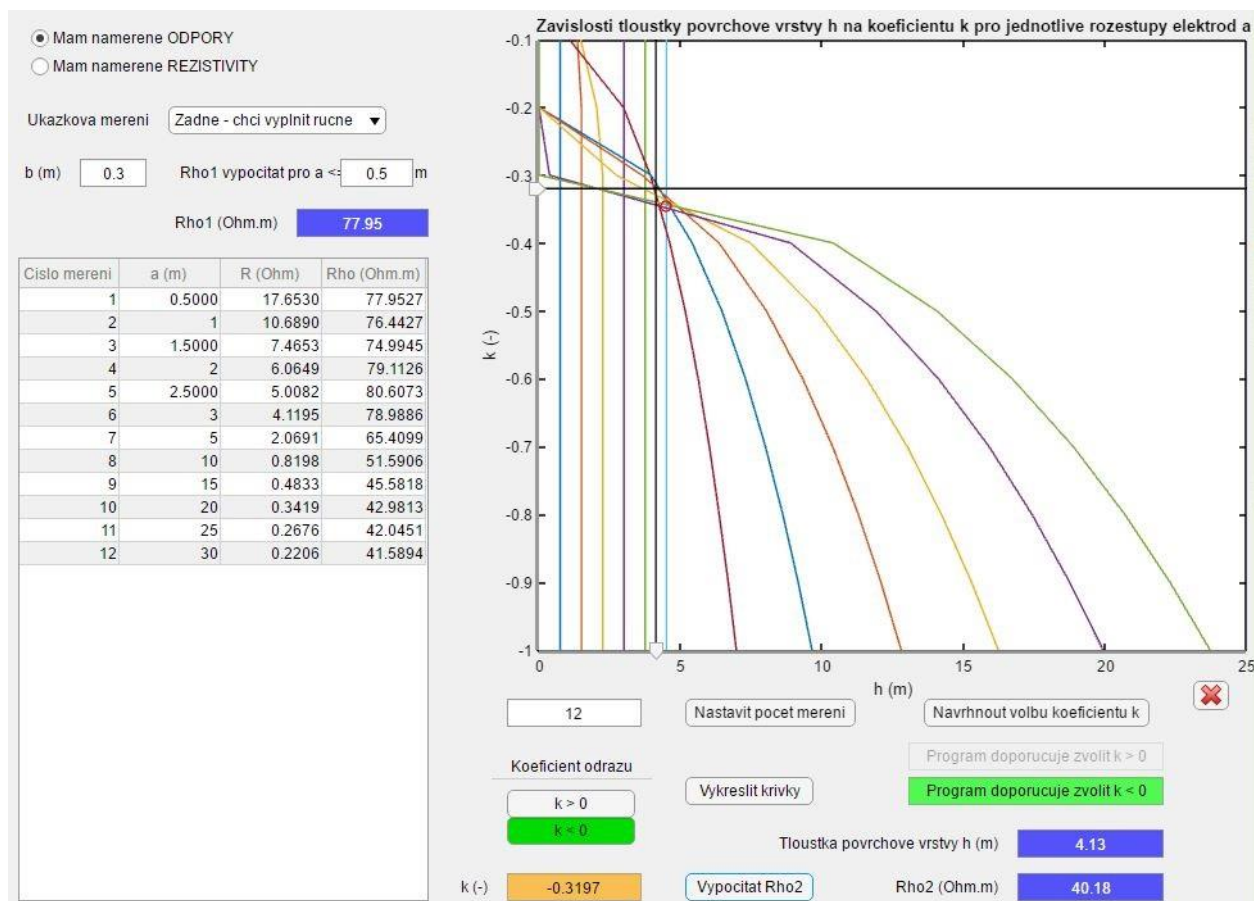 Mam namerene ODPORY
Mam namerene REZISTIVITY
Ukazkova mereni Zadne - chci vyplnit rucne
b (m) 0.3 Rho1 vypocitat pro a <= 0.5 m
Rho1 (Ohm.m) 77.95
Cislo mereni a (m) R (Ohm) Rho (Ohm.m)
1 0.5000 17.6530 77.9527
2 1 10.6890 76.4427
3 1.5000 7.4653 74.9945
4 2 6.0649 79.1126
5 2.5000 5.0082 80.6073
6 3 4.1195 78.9886
7 5 2.0691 65.4099
8 10 0.8198 51.5906
9 15 0.4833 45.5818
10 20 0.3419 42.9813
11 25 0.2676 42.0451
12 30 0.2206 41.5894
Zavislosti tloustky povrchove vrstvy h na koeficientu k pro jednotlive rozestupy elektrod a
-0.1
-0.2
-0.3
-0.4
-0.5
-0.6
-0.7
-0.8
-0.9
-1
k (-)
0 5 10 15 20 25
h (m)
12 Nastavit pocet mereni Navrhnout volbu koeficientu k
Program doporucuje zvolit k > 0
Koeficient odrazu
k > 0
Vykreslit krivky Program doporucuje zvolit k < 0
k < 0
Tloustka povrchove vrstvy h (m) 4.13
k (-) -0.3197 Vypocitat Rho2 Rho2 (Ohm.m) 40.18